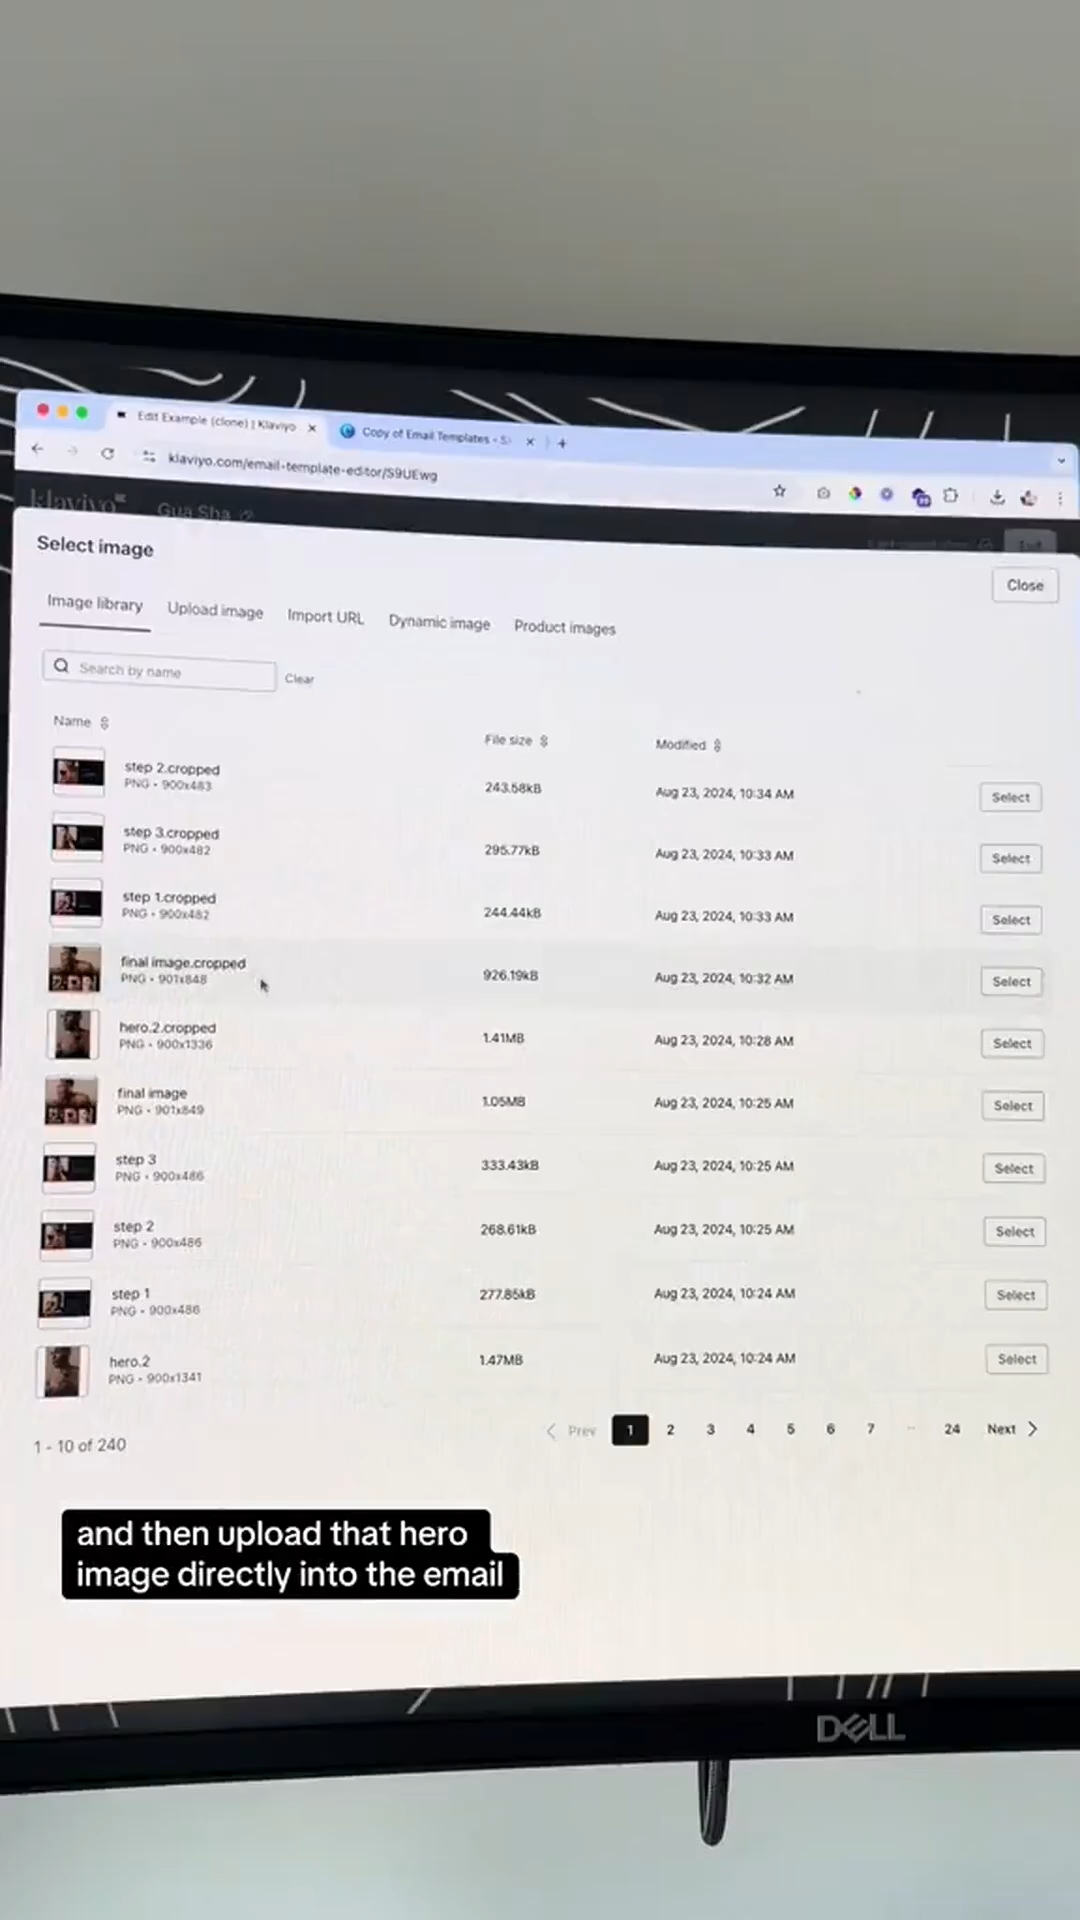 Edit Example (clone) | Klaviyo
Copy of Email Templates - S
klaviyo.com/email-template-editor/S9UEwg
klaviyo Gua Sha
Select image
Close
Image library Upload image Import URL Dynamic image Product images
Search by name Clear
Name File size Modified
step 2.cropped
PNG • 900x483 243.58kB Aug 23, 2024, 10:34 AM Select
step 3.cropped
PNG • 900x482 295.77kB Aug 23, 2024, 10:33 AM Select
step 1.cropped
PNG • 900x482 244.44kB Aug 23, 2024, 10:33 AM Select
final image.cropped
PNG • 901x848 926.19kB Aug 23, 2024, 10:32 AM Select
hero.2.cropped
PNG • 900x1336 1.41MB Aug 23, 2024, 10:28 AM Select
final image
PNG • 901x849 1.05MB Aug 23, 2024, 10:25 AM Select
step 3
PNG • 900x486 333.43kB Aug 23, 2024, 10:25 AM Select
step 2
PNG • 900x486 268.61kB Aug 23, 2024, 10:25 AM Select
step 1
PNG • 900x486 277.85kB Aug 23, 2024, 10:24 AM Select
hero.2
PNG • 900x1341 1.47MB Aug 23, 2024, 10:24 AM Select
1 - 10 of 240 Prev 1 2 3 4 5 6 7 ... 24 Next
and then upload that hero
image directly into the email
DELL